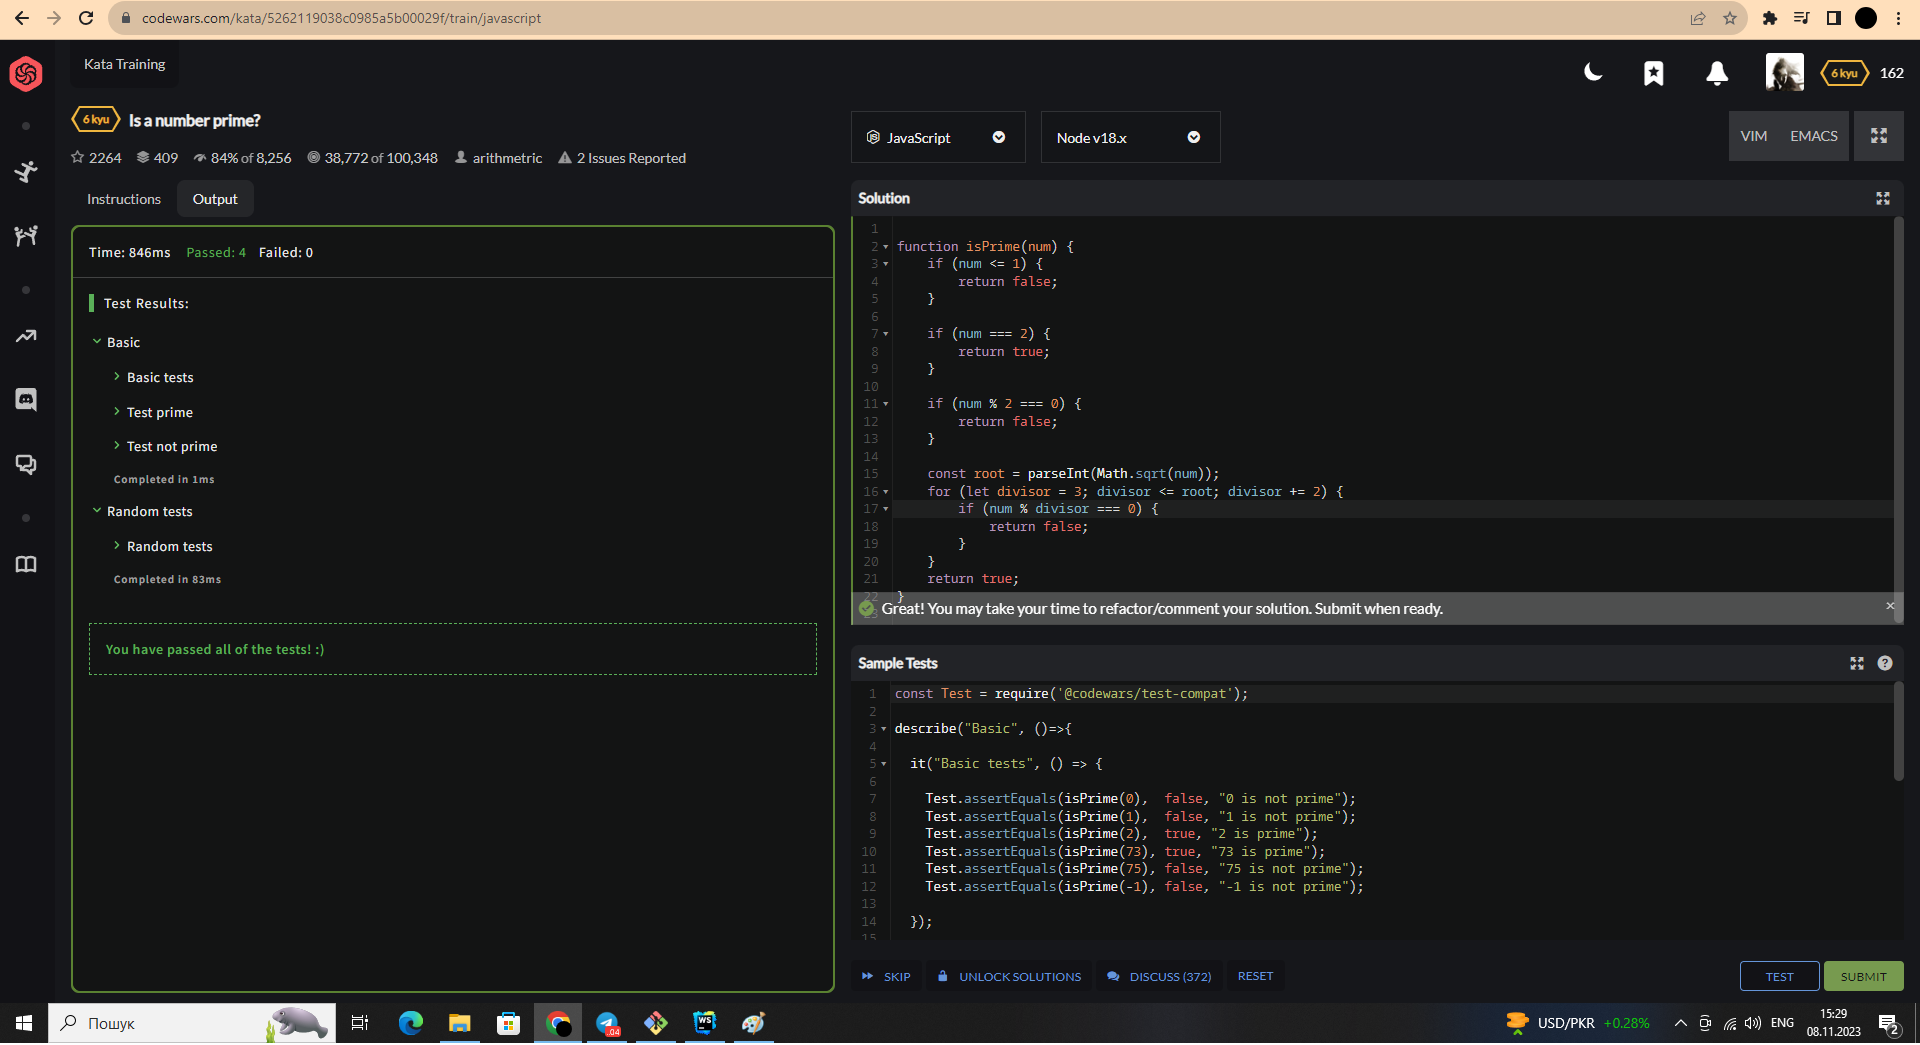 codewars.com/kata/5262119038c0985a5b00029f/train/javascript
Kata Training
6 kyu 162
6 kyu Is a number prime?
2264 409 84% of 8,256 38,772 of 100,348 arithmetric 2 Issues Reported
Instructions Output
Time: 846ms Passed: 4 Failed: 0
Test Results:
Basic
Basic tests
Test prime
Test not prime
Completed in 1ms
Random tests
Random tests
Completed in 83ms
You have passed all of the tests! :)
JavaScript Node v18.x VIM EMACS
Solution
1
2 function isPrime(num) {
3 if (num <= 1) {
4 return false;
5 }
6
7 if (num === 2) {
8 return true;
9 }
10
11 if (num % 2 === 0) {
12 return false;
13 }
14
15 const root = parseInt(Math.sqrt(num));
16 for (let divisor = 3; divisor <= root; divisor += 2) {
17 if (num % divisor === 0) {
18 return false;
19 }
20 }
21 return true;
22 }
23
Great! You may take your time to refactor/comment your solution. Submit when ready.
Sample Tests
1 const Test = require('@codewars/test-compat');
2
3 describe("Basic", ()=>{
4
5 it("Basic tests", () => {
6
7 Test.assertEquals(isPrime(0), false, "0 is not prime");
8 Test.assertEquals(isPrime(1), false, "1 is not prime");
9 Test.assertEquals(isPrime(2), true, "2 is prime");
10 Test.assertEquals(isPrime(73), true, "73 is prime");
11 Test.assertEquals(isPrime(75), false, "75 is not prime");
12 Test.assertEquals(isPrime(-1), false, "-1 is not prime");
13
14 });
15
SKIP UNLOCK SOLUTIONS DISCUSS (372) RESET TEST SUBMIT
Пошук
.04
WS
USD/PKR +0.28%
ENG
15:29
08.11.2023
2